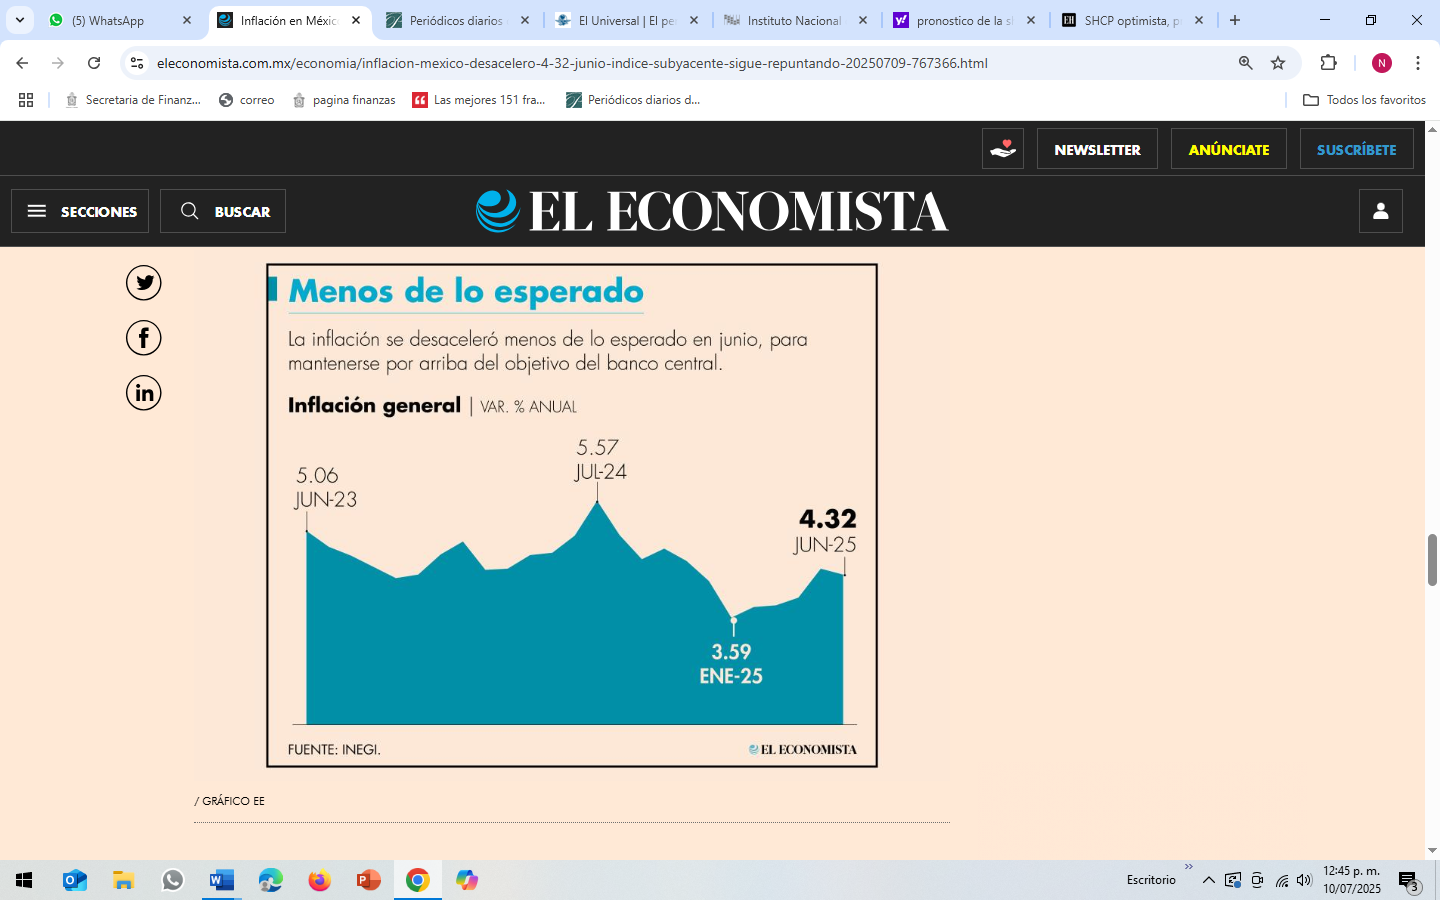 (5) WhatsApp
Inflación en Méxic
Periódicos diarios
El Universal | El pe
Instituto Nacional
pronostico de la s
SHCP optimista, p
eleconomista.com.mx/economia/inflacion-mexico-desacelero-4-32-junio-indice-subyacente-sigue-repuntando-20250709-767366.html
N
Secretaria de Finanz...
correo
pagina finanzas
Las mejores 151 fra...
Periódicos diarios d...
Todos los favoritos
NEWSLETTER
ANÚNCIATE
SUSCRÍBETE
SECCIONES
BUSCAR
EL ECONOMISTA
Menos de lo esperado
La inflación se desaceleró menos de lo esperado en junio, para
mantenerse por arriba del objetivo del banco central.
Inflación general | VAR. % ANUAL
5.06
JUN-23
5.57
JUL-24
4.32
JUN-25
3.59
ENE-25
FUENTE: INEGI.
EL ECONOMISTA
/ GRÁFICO EE
Escritorio
12:45 p. m.
10/07/2025
3